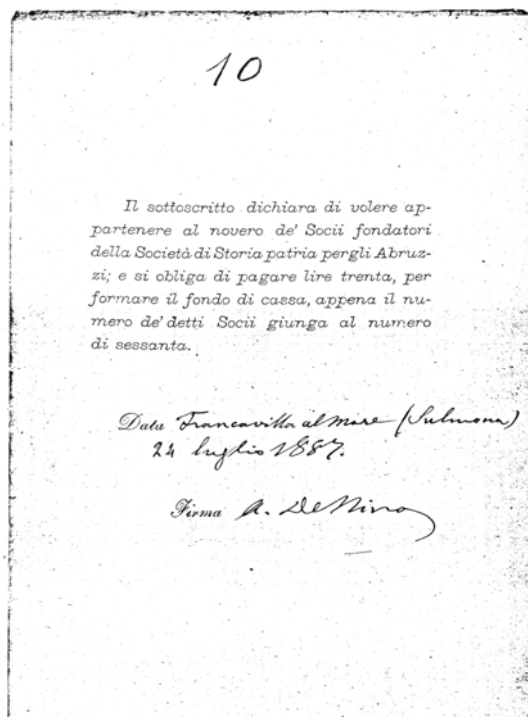 10
Il sottoscritto dichiara di volere ap-
partenere al novero de' Socii fondatori
della Società di Storia patria per gli Abruz-
zi; e si obliga di pagare lire trenta, per
formare il fondo di cassa, appena il nu-
mero de' detti Socii giunga al numero
di sessanta.
Data Francavilla al mare (Sulmona)
24 luglio 1887.
Firma A. De Nino